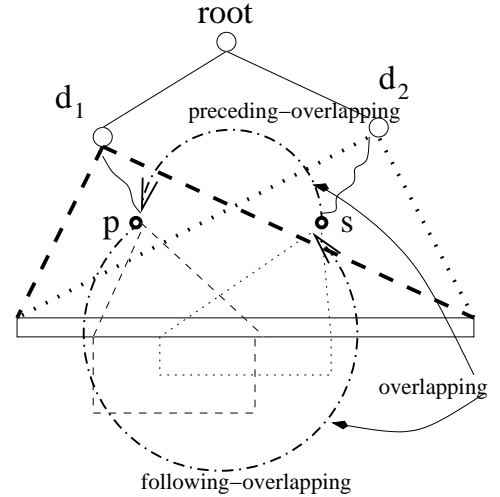 root
d1
d2
preceding−overlapping
p
s
overlapping
following−overlapping